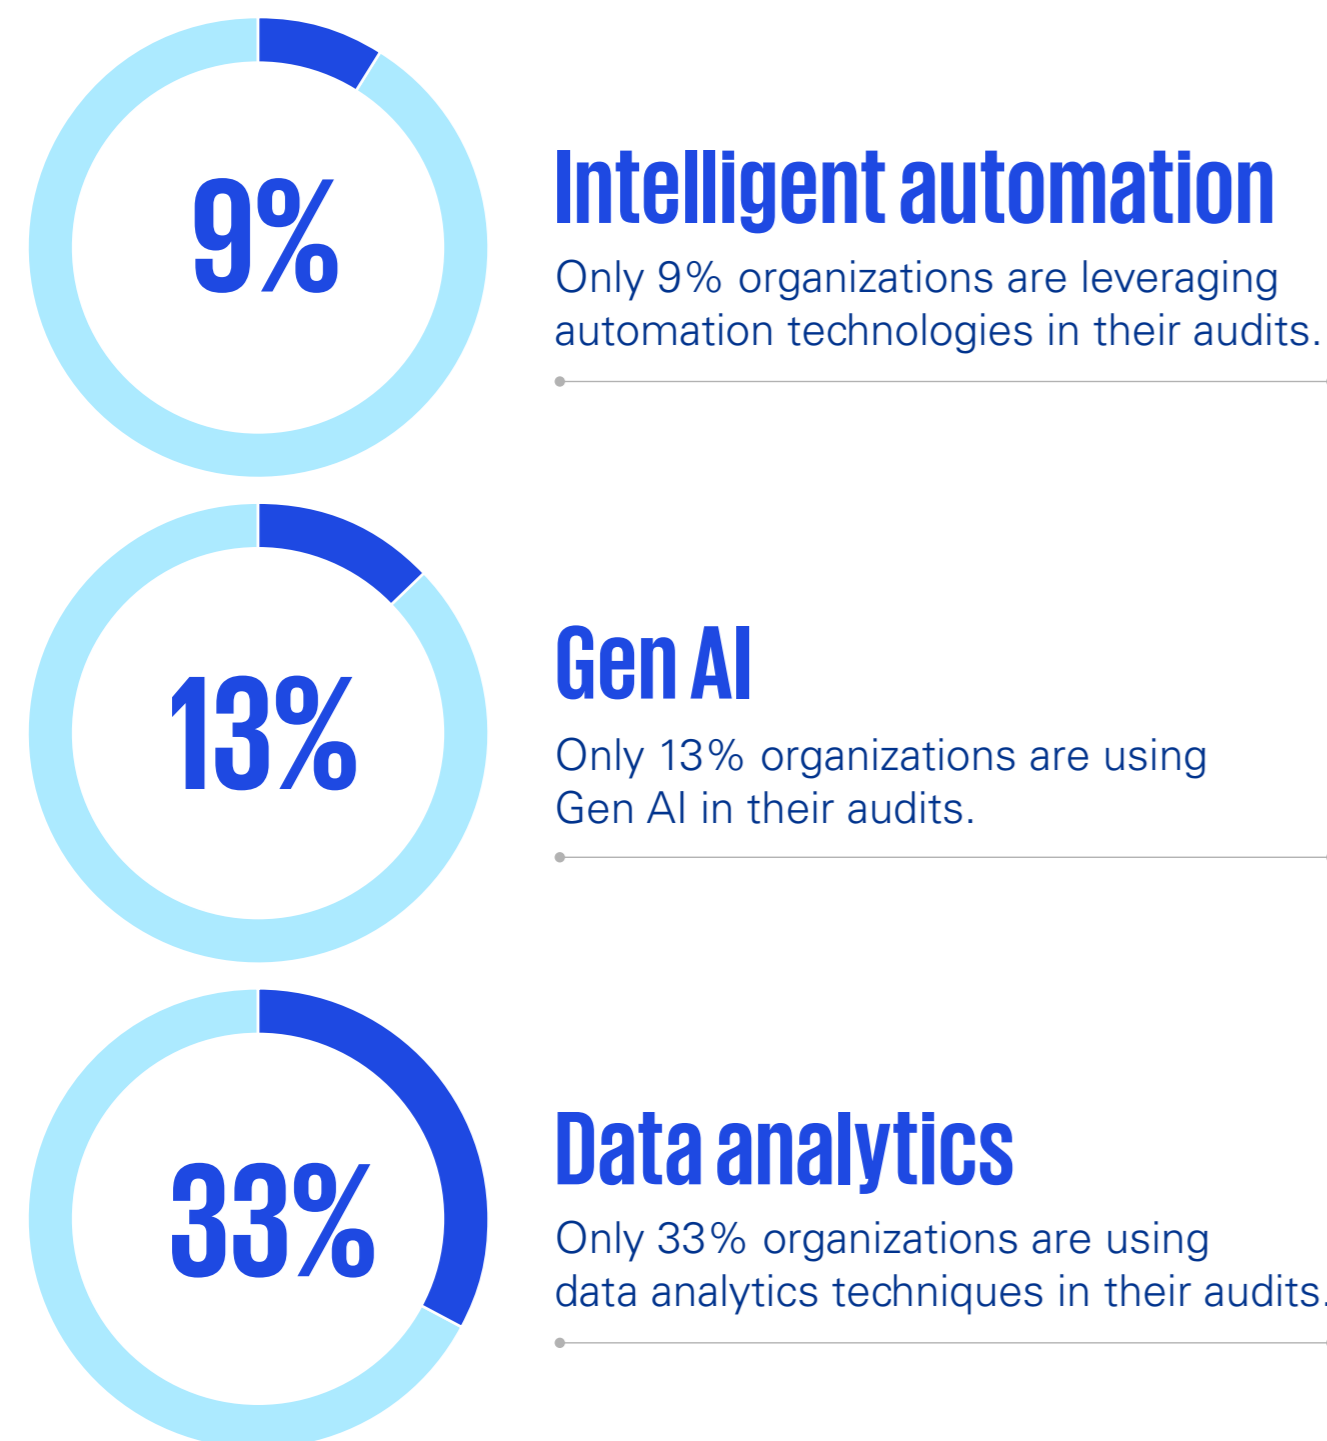 9%
Intelligent automation
Only 9% organizations are leveraging
automation technologies in their audits.
13%
Gen AI
Only 13% organizations are using
Gen AI in their audits.
33%
Data analytics
Only 33% organizations are using
data analytics techniques in their audits.